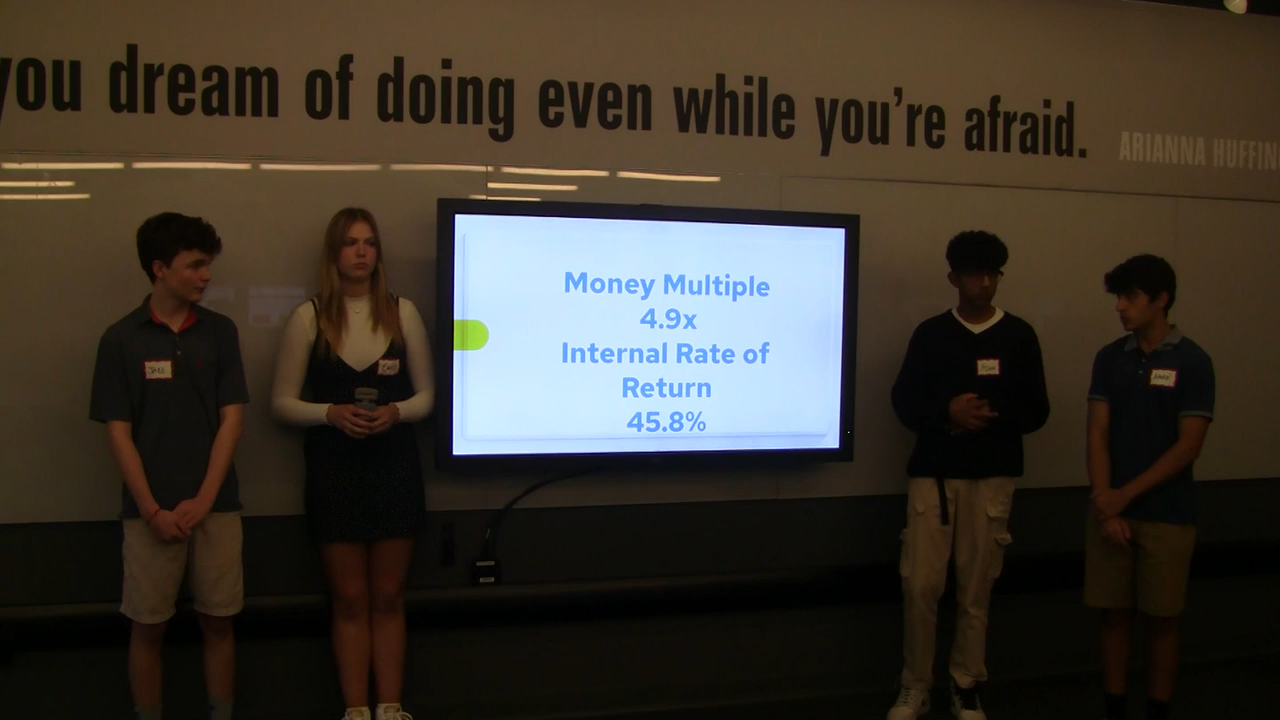 you dream of doing even while you're afraid.
ARIANNA HUFFIN
Money Multiple
4.9x
Internal Rate of
Return
45.8%
JAKE